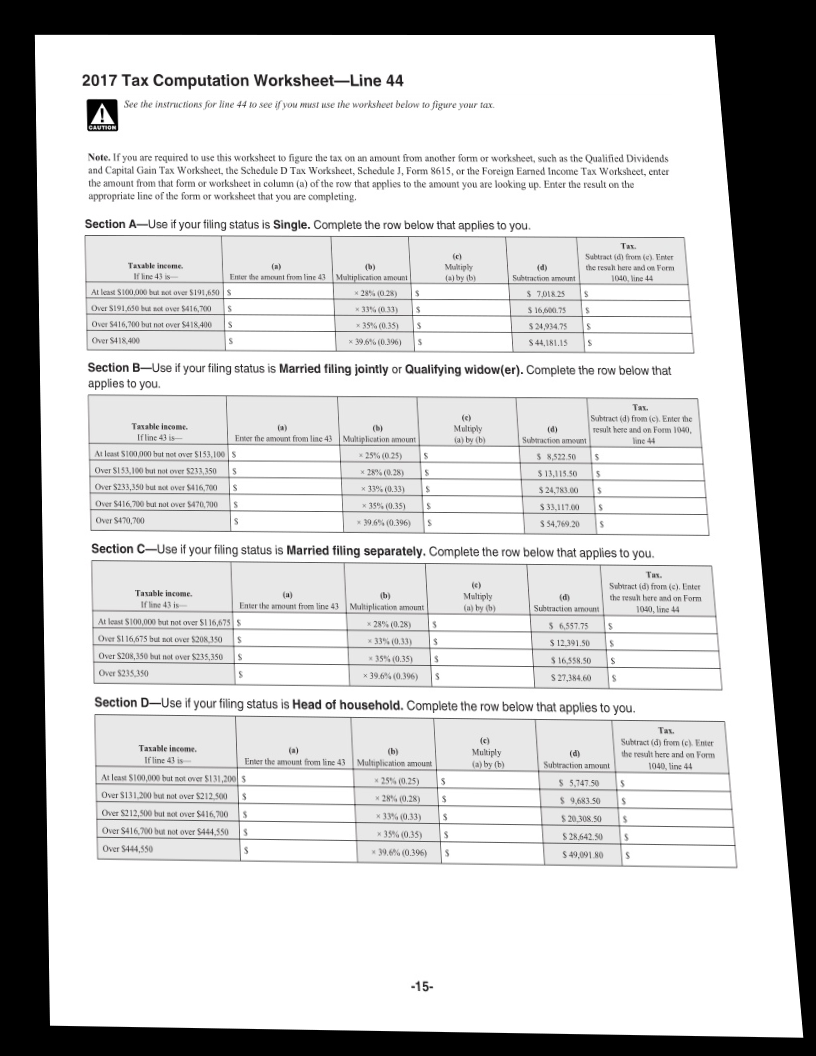 2017 Tax Computation Worksheet—Line 44
CAUTION
See the instructions for line 44 to see if you must use the worksheet below to figure your tax.
Note. If you are required to use this worksheet to figure the tax on an amount from another form or worksheet, such as the Qualified Dividends
and Capital Gain Tax Worksheet, the Schedule D Tax Worksheet, Schedule J, Form 8615, or the Foreign Earned Income Tax Worksheet, enter
the amount from that form or worksheet in column (a) of the row that applies to the amount you are looking up. Enter the result on the
appropriate line of the form or worksheet that you are completing.
Section A—Use if your filing status is Single. Complete the row below that applies to you.
Taxable income.
If line 43 is—
(a)
Enter the amount from line 43
(b)
Multiplication amount
(c)
Multiply
(a) by (b)
(d)
Subtraction amount
Tax.
Subtract (d) from (c). Enter
the result here and on Form
1040, line 44
At least $100,000 but not over $191,650 $ × 28% (0.28) $ $ 7,018.25 $
Over $191,650 but not over $416,700 $ × 33% (0.33) $ $ 16,600.75 $
Over $416,700 but not over $418,400 $ × 35% (0.35) $ $ 24,934.75 $
Over $418,400 $ × 39.6% (0.396) $ $ 44,181.15 $
Section B—Use if your filing status is Married filing jointly or Qualifying widow(er). Complete the row below that
applies to you.
Taxable income.
If line 43 is—
(a)
Enter the amount from line 43
(b)
Multiplication amount
(c)
Multiply
(a) by (b)
(d)
Subtraction amount
Tax.
Subtract (d) from (c). Enter the
result here and on Form 1040,
line 44
At least $100,000 but not over $153,100 $ × 25% (0.25) $ $ 8,522.50 $
Over $153,100 but not over $233,350 $ × 28% (0.28) $ $ 13,115.50 $
Over $233,350 but not over $416,700 $ × 33% (0.33) $ $ 24,783.00 $
Over $416,700 but not over $470,700 $ × 35% (0.35) $ $ 33,117.00 $
Over $470,700 $ × 39.6% (0.396) $ $ 54,769.20 $
Section C—Use if your filing status is Married filing separately. Complete the row below that applies to you.
Taxable income.
If line 43 is—
(a)
Enter the amount from line 43
(b)
Multiplication amount
(c)
Multiply
(a) by (b)
(d)
Subtraction amount
Tax.
Subtract (d) from (c). Enter
the result here and on Form
1040, line 44
At least $100,000 but not over $116,675 $ × 28% (0.28) $ $ 6,557.75 $
Over $116,675 but not over $208,350 $ × 33% (0.33) $ $ 12,391.50 $
Over $208,350 but not over $235,350 $ × 35% (0.35) $ $ 16,558.50 $
Over $235,350 $ × 39.6% (0.396) $ $ 27,384.60 $
Section D—Use if your filing status is Head of household. Complete the row below that applies to you.
Taxable income.
If line 43 is—
(a)
Enter the amount from line 43
(b)
Multiplication amount
(c)
Multiply
(a) by (b)
(d)
Subtraction amount
Tax.
Subtract (d) from (c). Enter
the result here and on Form
1040, line 44
At least $100,000 but not over $131,200 $ × 25% (0.25) $ $ 5,747.50 $
Over $131,200 but not over $212,500 $ × 28% (0.28) $ $ 9,683.50 $
Over $212,500 but not over $416,700 $ × 33% (0.33) $ $ 20,308.50 $
Over $416,700 but not over $444,550 $ × 35% (0.35) $ $ 28,642.50 $
Over $444,550 $ × 39.6% (0.396) $ $ 49,091.80 $
-15-